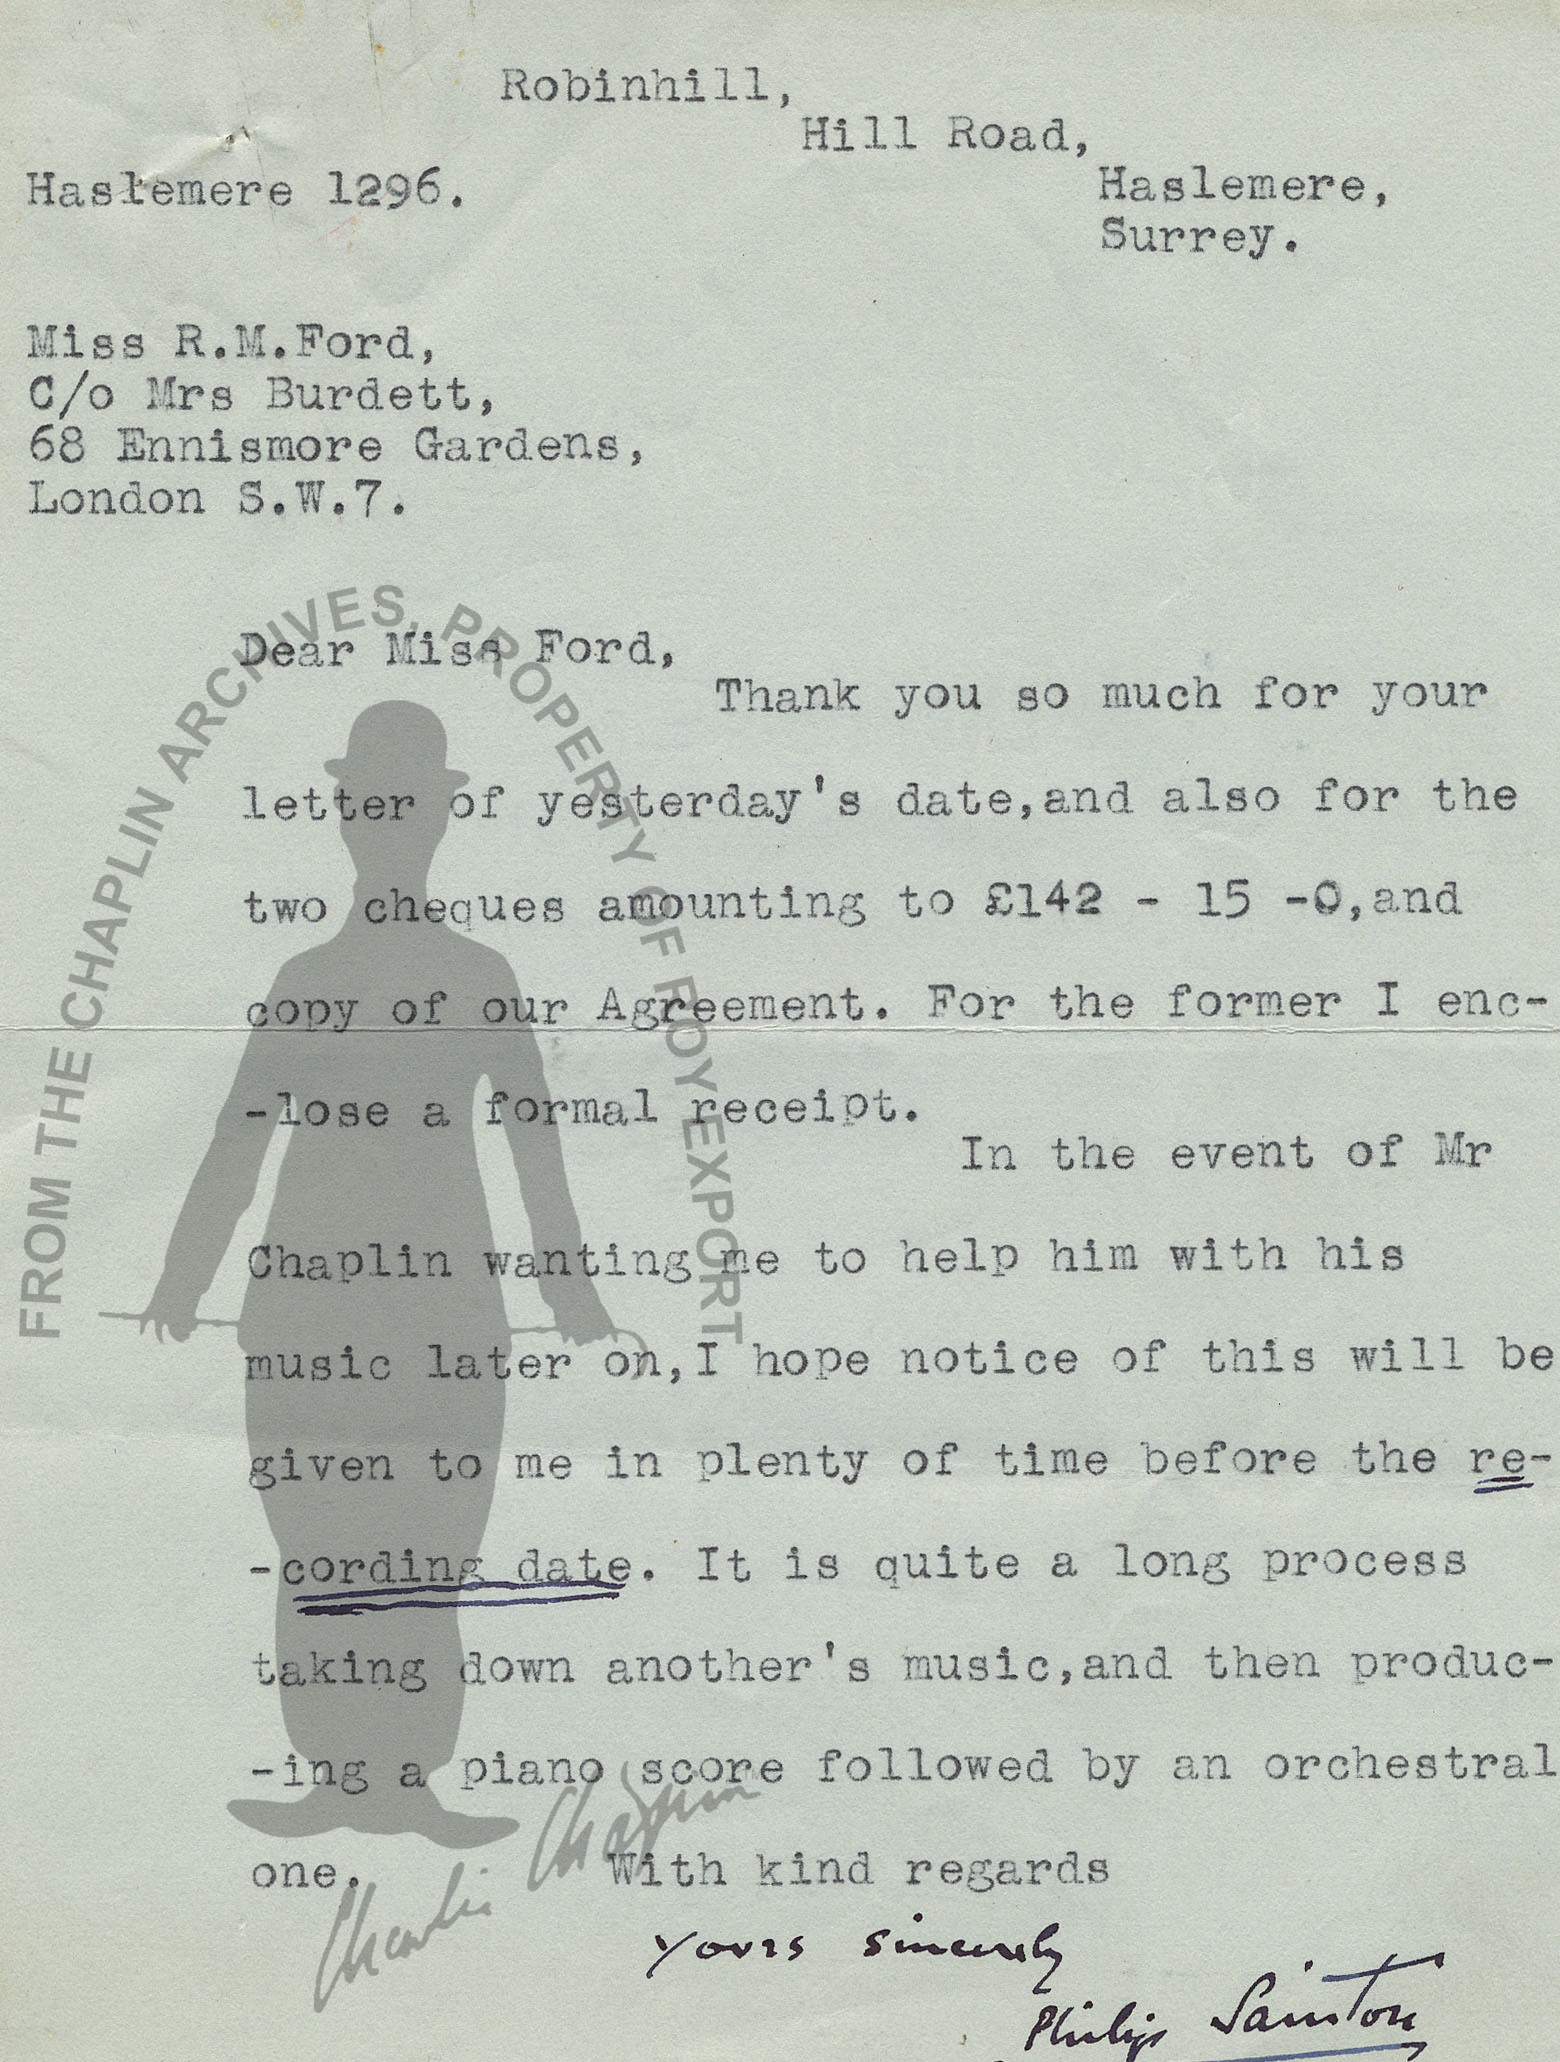 Robinhill,
Hill Road,
Haslemere 1296.
Haslemere,
Surrey.
Miss R.M.Ford,
C/o Mrs Burdett,
68 Ennismore Gardens,
London S.W.7.
Dear Miss Ford,
Thank you so much for your
letter of yesterday's date,and also for the
two cheques amounting to £142 - 15 -0,and
copy of our Agreement. For the former I enc-
-lose a formal receipt.
In the event of Mr
Chaplin wanting me to help him with his
music later on,I hope notice of this will be
given to me in plenty of time before the re-
-cording date. It is quite a long process
taking down another's music,and then produc-
-ing a piano score followed by an orchestral
one. With kind regards
Yours sincerely
Philip Sainton
FROM THE CHAPLIN ARCHIVES, PROPERTY OF ROY EXPORT
Charlie Chaplin